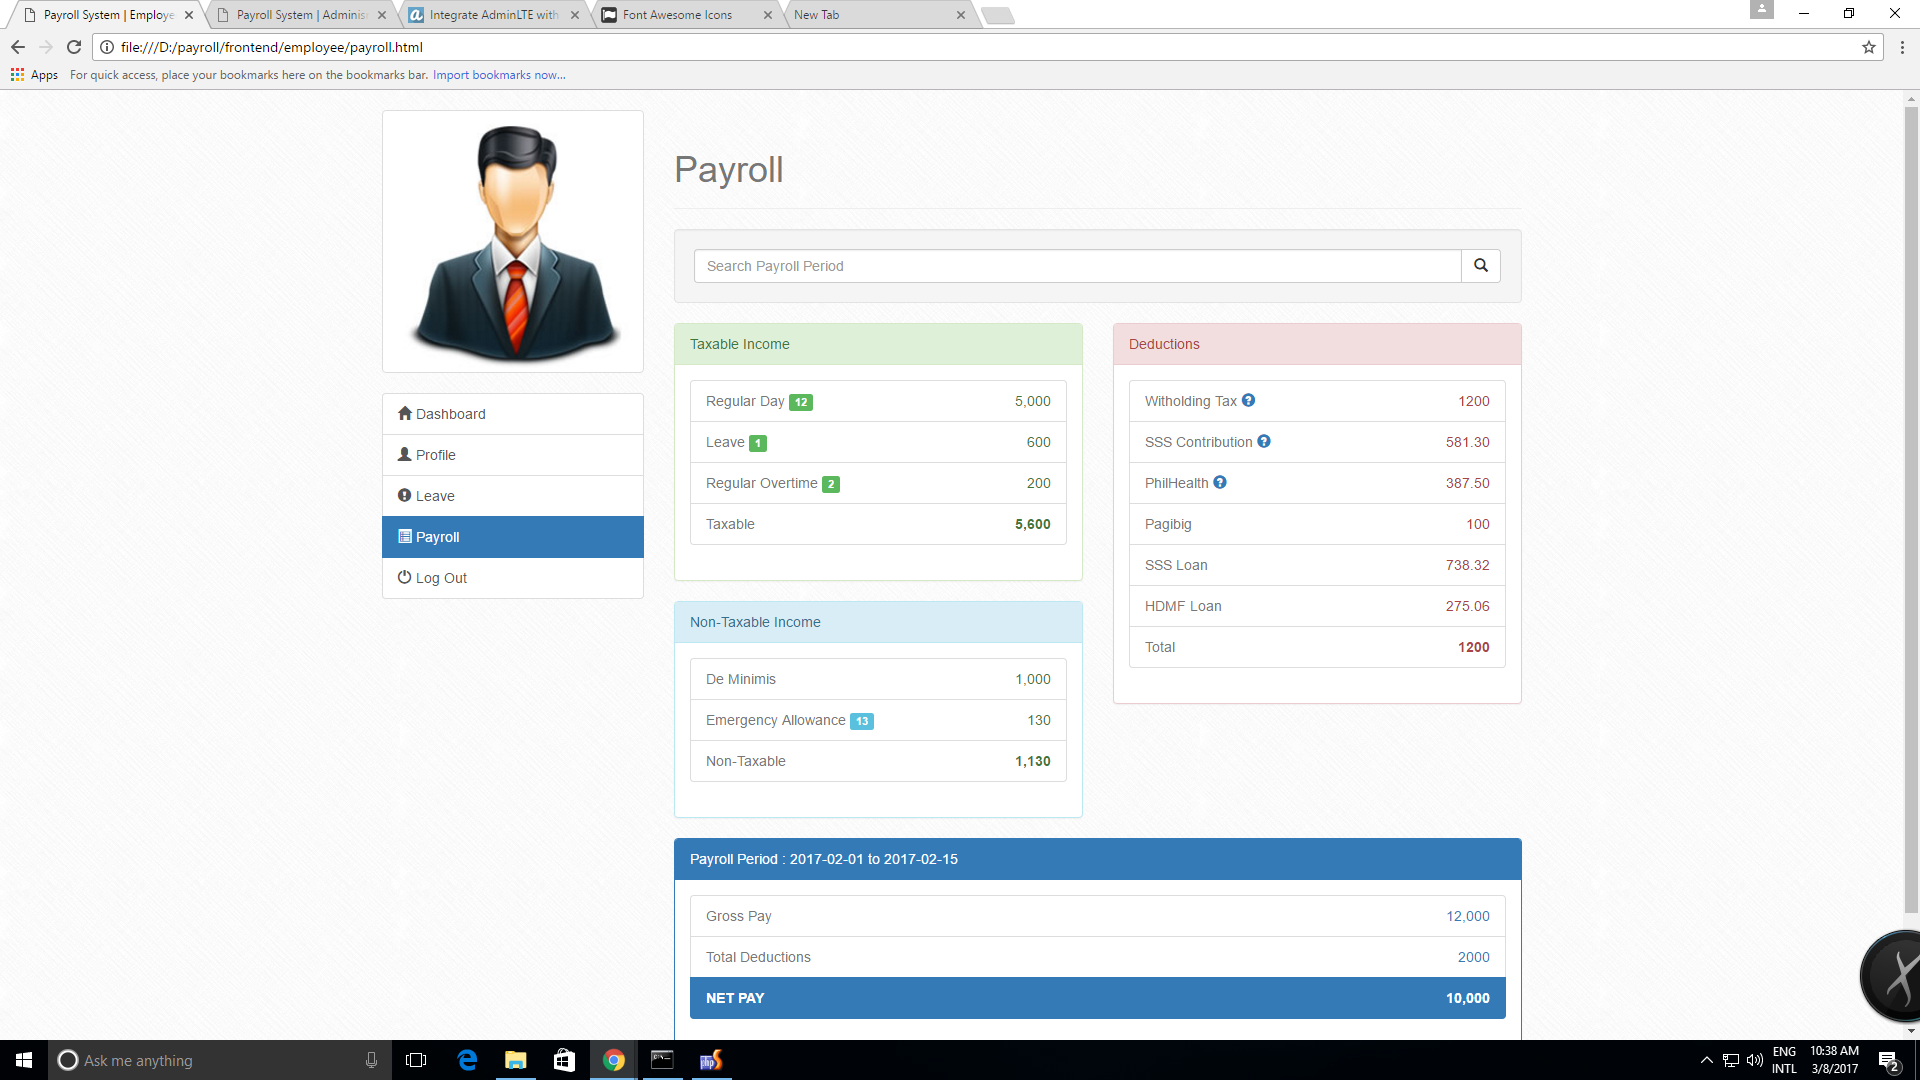 Payroll System | Employe
Payroll System | Adminis
Integrate AdminLTE with
Font Awesome Icons
New Tab
file:///D:/payroll/frontend/employee/payroll.html
Apps For quick access, place your bookmarks here on the bookmarks bar. Import bookmarks now...
Dashboard
Profile
Leave
Payroll
Log Out
Payroll
Search Payroll Period
Taxable Income
Regular Day 12 5,000
Leave 1 600
Regular Overtime 2 200
Taxable 5,600
Non-Taxable Income
De Minimis 1,000
Emergency Allowance 13 130
Non-Taxable 1,130
Deductions
Witholding Tax 1200
SSS Contribution 581.30
PhilHealth 387.50
Pagibig 100
SSS Loan 738.32
HDMF Loan 275.06
Total 1200
Payroll Period : 2017-02-01 to 2017-02-15
Gross Pay 12,000
Total Deductions 2000
NET PAY 10,000
Ask me anything
ENG
INTL
10:38 AM
3/8/2017
2